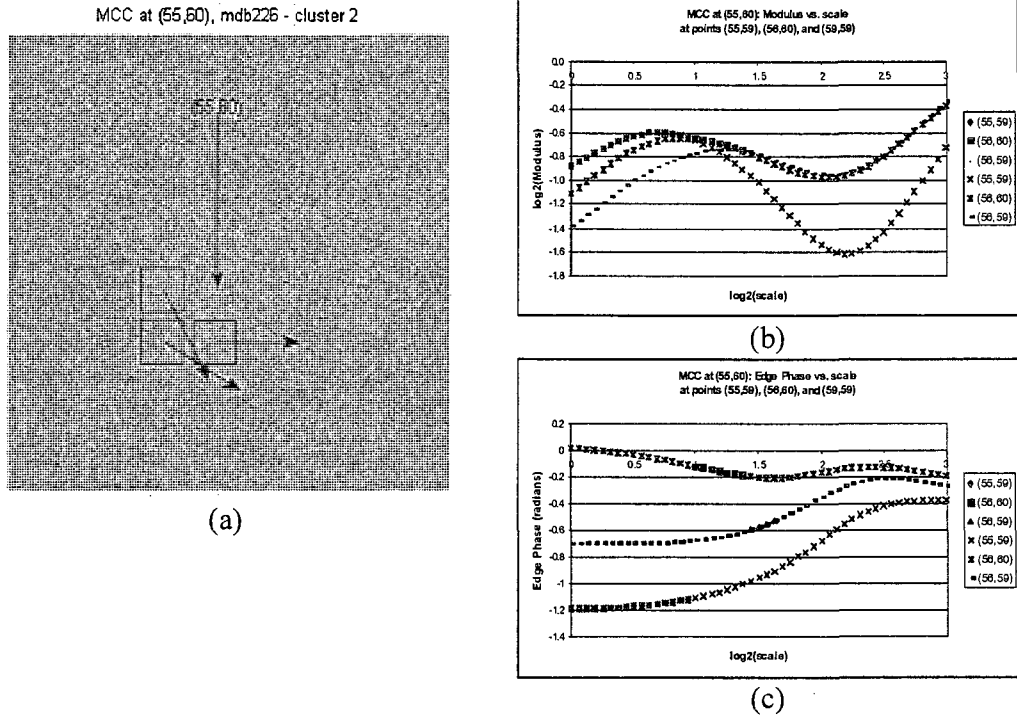 MCC at (55,60), mdb226 - cluster 2
(55,60)
(a)
MCC at (55,60): Modulus vs. scale
at points (55,59), (56,60), and (59,59)
0.0
-0.2
-0.4
-0.6
-0.8
-1.0
-1.2
-1.4
-1.6
-1.8
0 0.5 1 1.5 2 2.5 3
log2(Modulus)
log2(scale)
(55,59)
(56,60)
(56,59)
(55,59)
(56,60)
(56,59)
(b)
MCC at (55,60): Edge Phase vs. scale
at points (55,59), (56,60), and (59,59)
0.2
0
-0.2
-0.4
-0.6
-0.8
-1
-1.2
-1.4
0 0.5 1 1.5 2 2.5 3
Edge Phase (radians)
log2(scale)
(55,59)
(56,60)
(56,59)
(55,59)
(56,60)
(56,59)
(c)